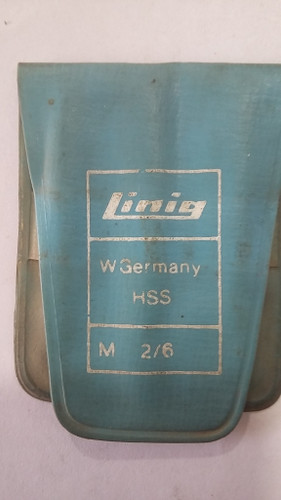 Linig
W Germany
HSS
M 2/6